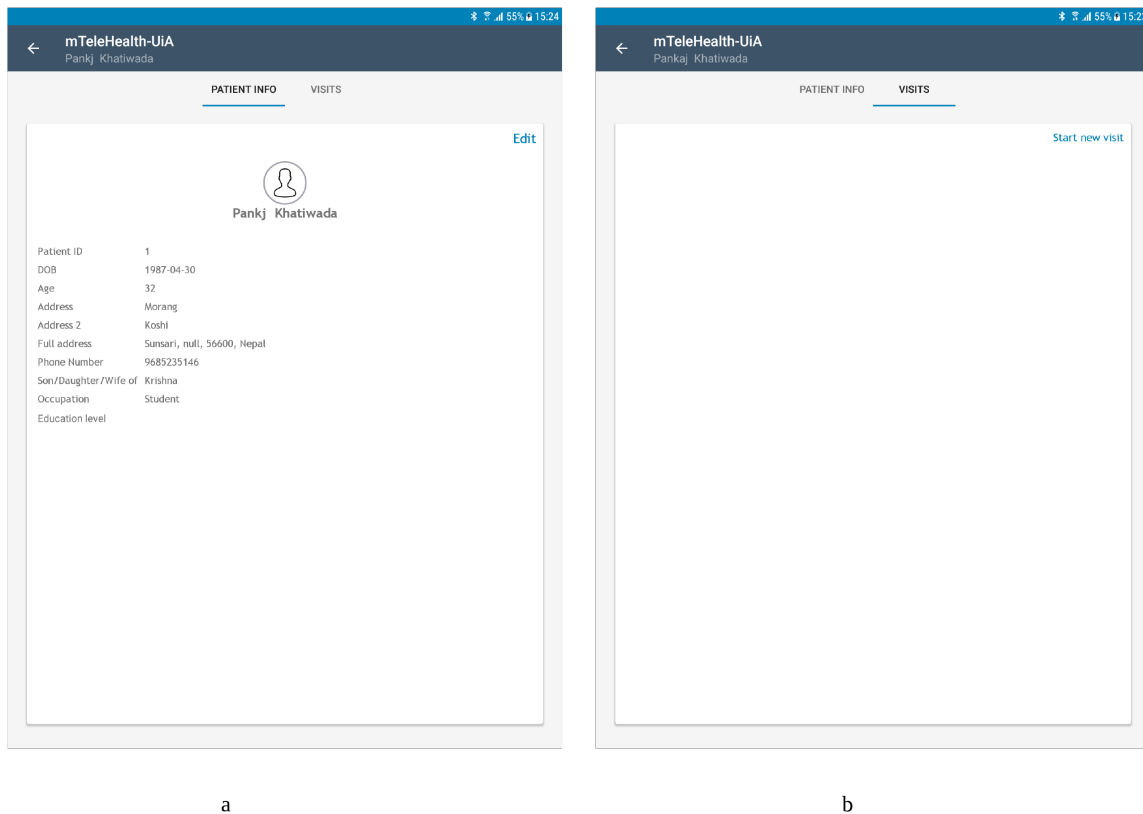 55% 15:24
mTeleHealth-UiA
Pankj Khatiwada
PATIENT INFO VISITS
Edit
Pankj Khatiwada
Patient ID 1
DOB 1987-04-30
Age 32
Address Morang
Address 2 Koshi
Full address Sunsari, null, 56600, Nepal
Phone Number 9685235146
Son/Daughter/Wife of Krishna
Occupation Student
Education level
a
55%
mTeleHealth-UiA
Pankaj Khatiwada
PATIENT INFO VISITS
Start new visit
b